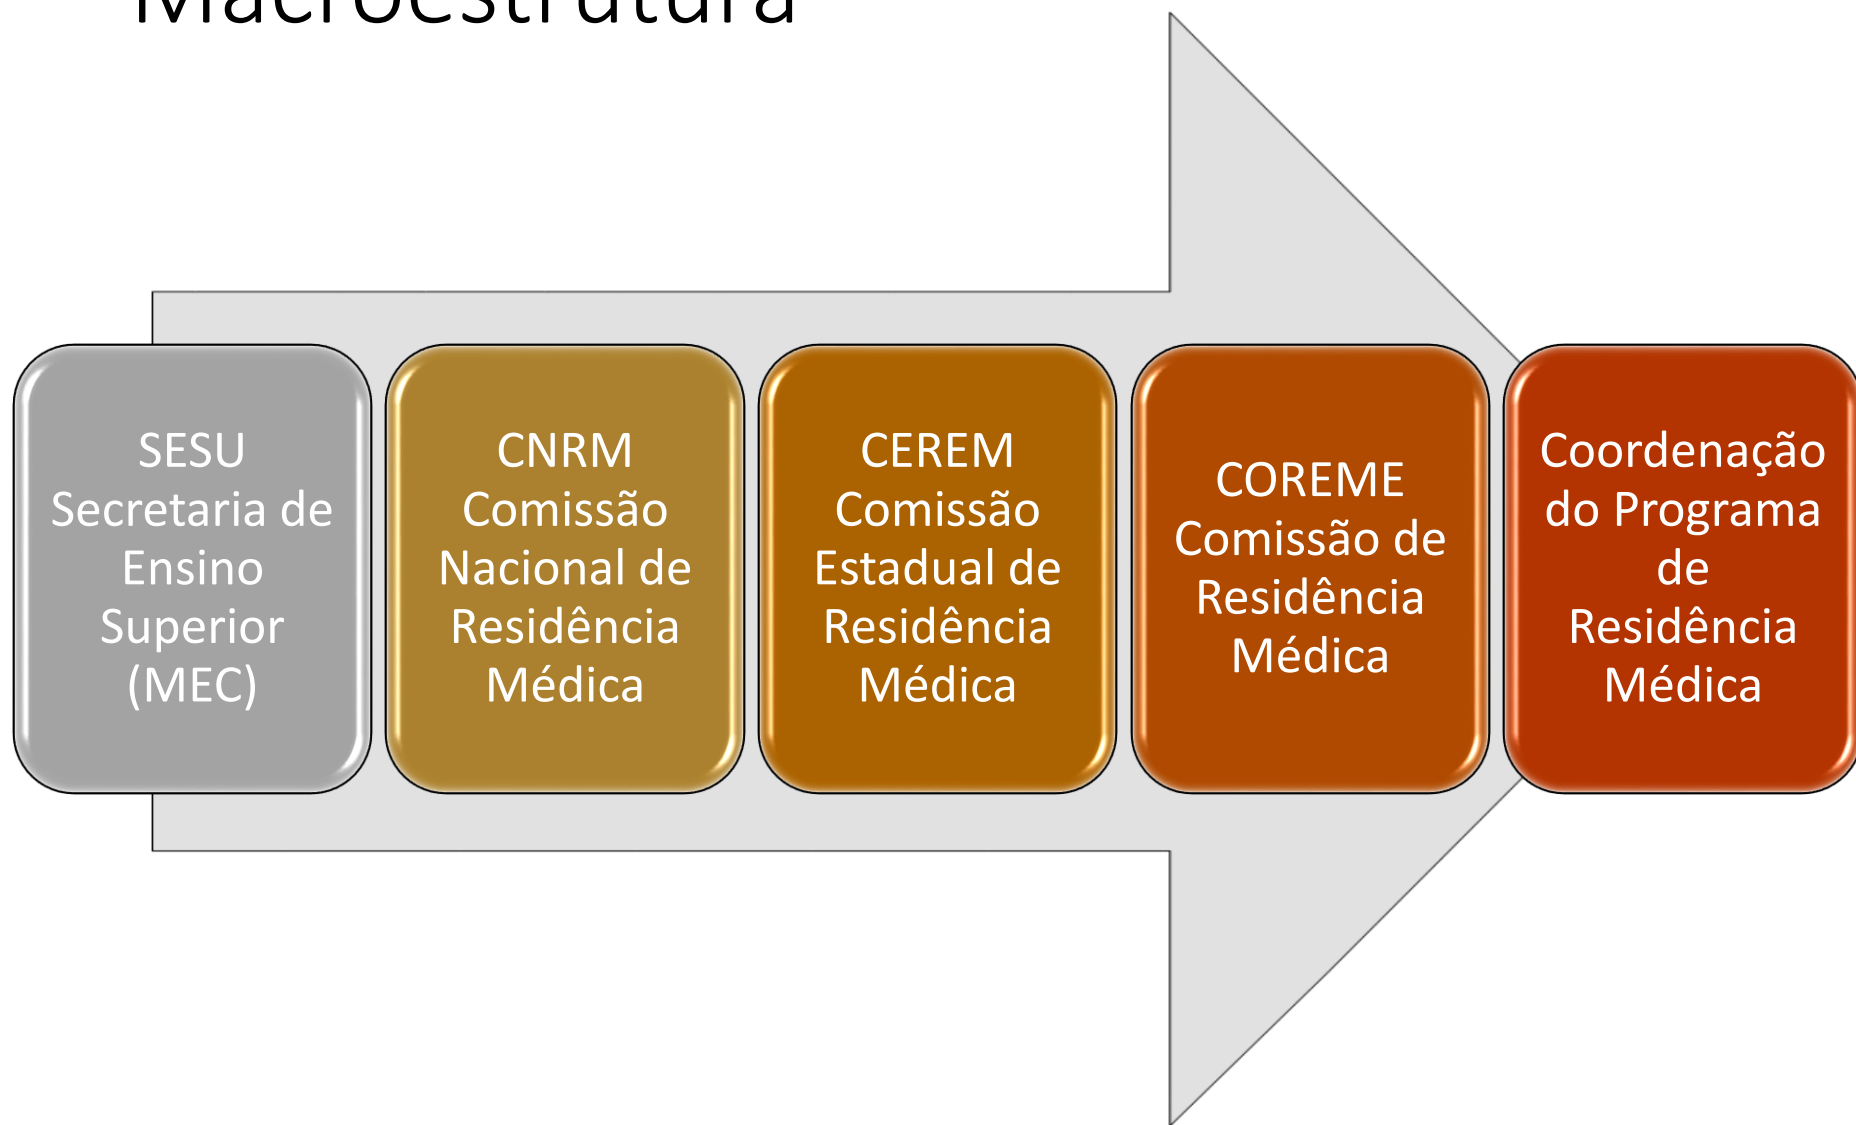 Macroestrutura
SESU
Secretaria de
Ensino
Superior
(MEC)
CNRM
Comissão
Nacional de
Residência
Médica
CEREM
Comissão
Estadual de
Residência
Médica
COREME
Comissão de
Residência
Médica
Coordenação
do Programa
de
Residência
Médica